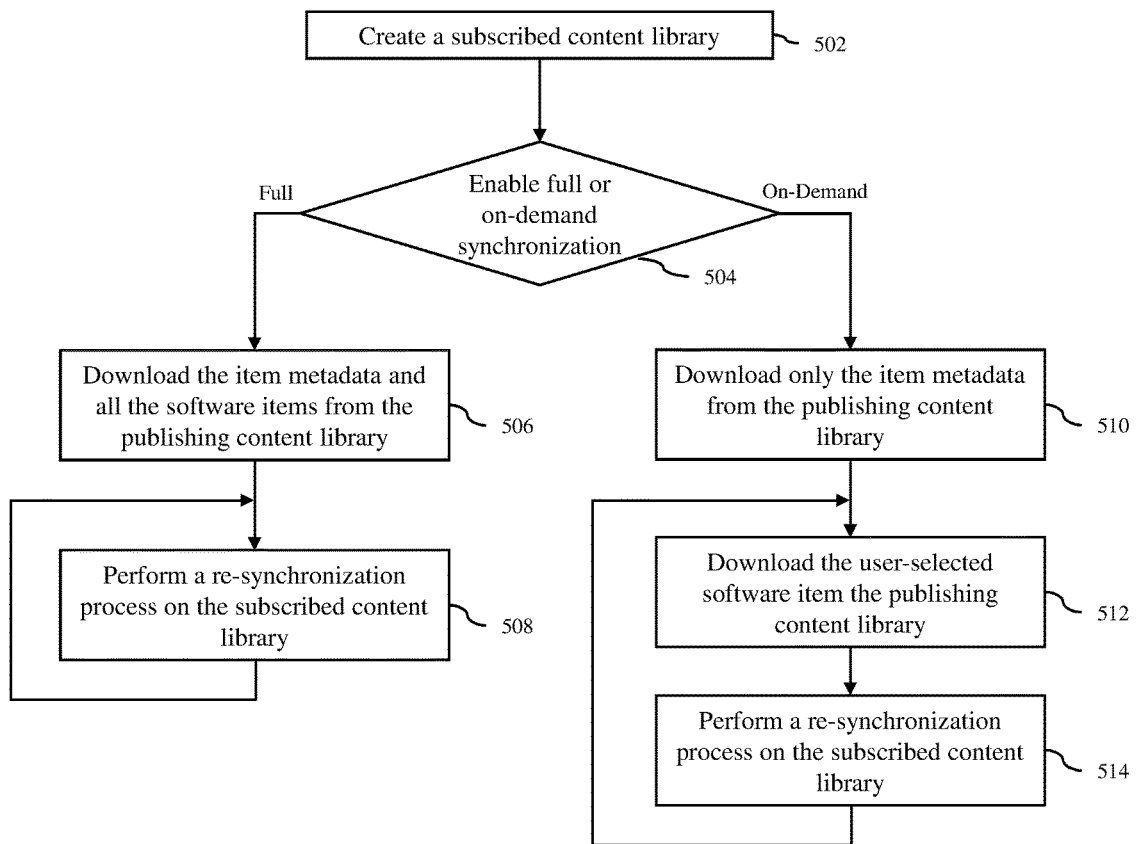 Create a subscribed content library
502
Enable full or
on-demand
synchronization
Full
On-Demand
504
Download the item metadata and
all the software items from the
publishing content library
506
Download only the item metadata
from the publishing content
library
510
Perform a re-synchronization
process on the subscribed content
library
508
Download the user-selected
software item the publishing
content library
512
Perform a re-synchronization
process on the subscribed content
library
514